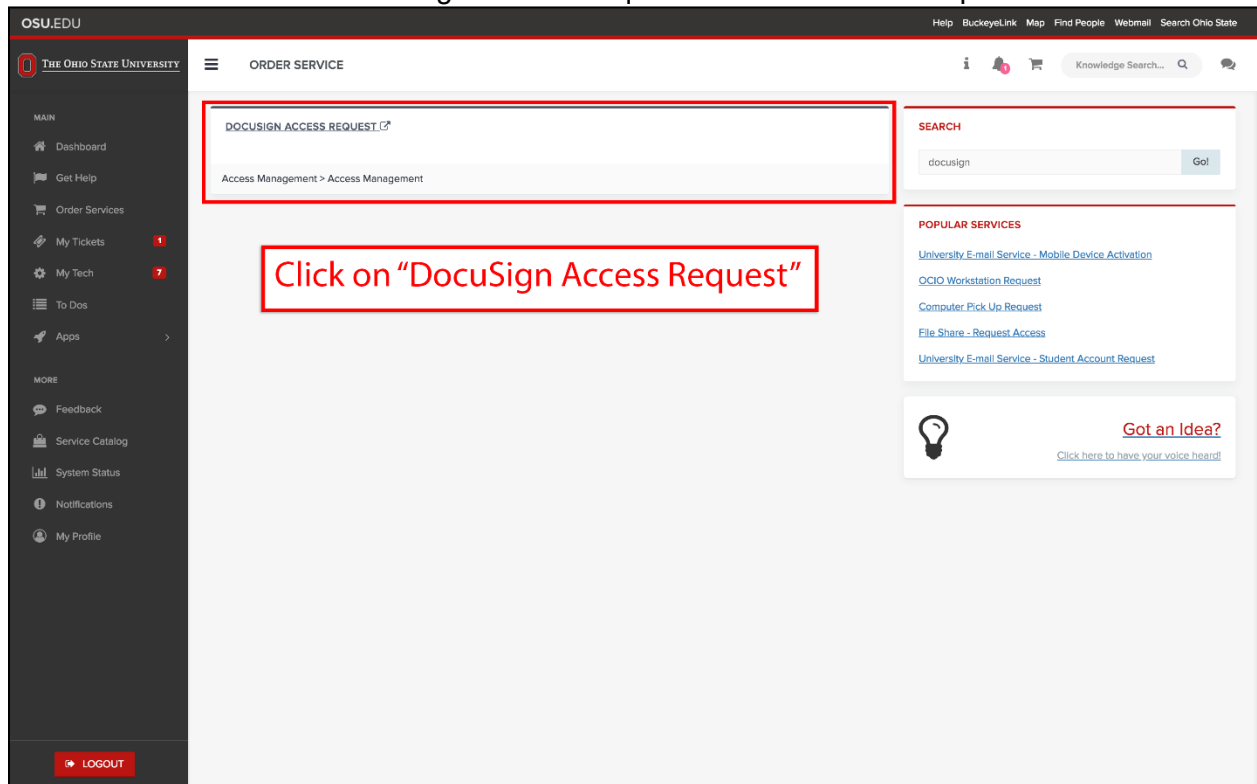 OSU.EDU
Help BuckeyeLink Map Find People Webmail Search Ohio State
THE OHIO STATE UNIVERSITY
ORDER SERVICE
Knowledge Search...
MAIN
Dashboard
Get Help
Order Services
My Tickets 1
My Tech 7
To Dos
Apps
MORE
Feedback
Service Catalog
System Status
Notifications
My Profile
LOGOUT
DOCUSIGN ACCESS REQUEST
Access Management > Access Management
Click on “DocuSign Access Request”
SEARCH
docusign Go!
POPULAR SERVICES
University E-mail Service - Mobile Device Activation
OCIO Workstation Request
Computer Pick Up Request
File Share - Request Access
University E-mail Service - Student Account Request
Got an Idea?
Click here to have your voice heard!